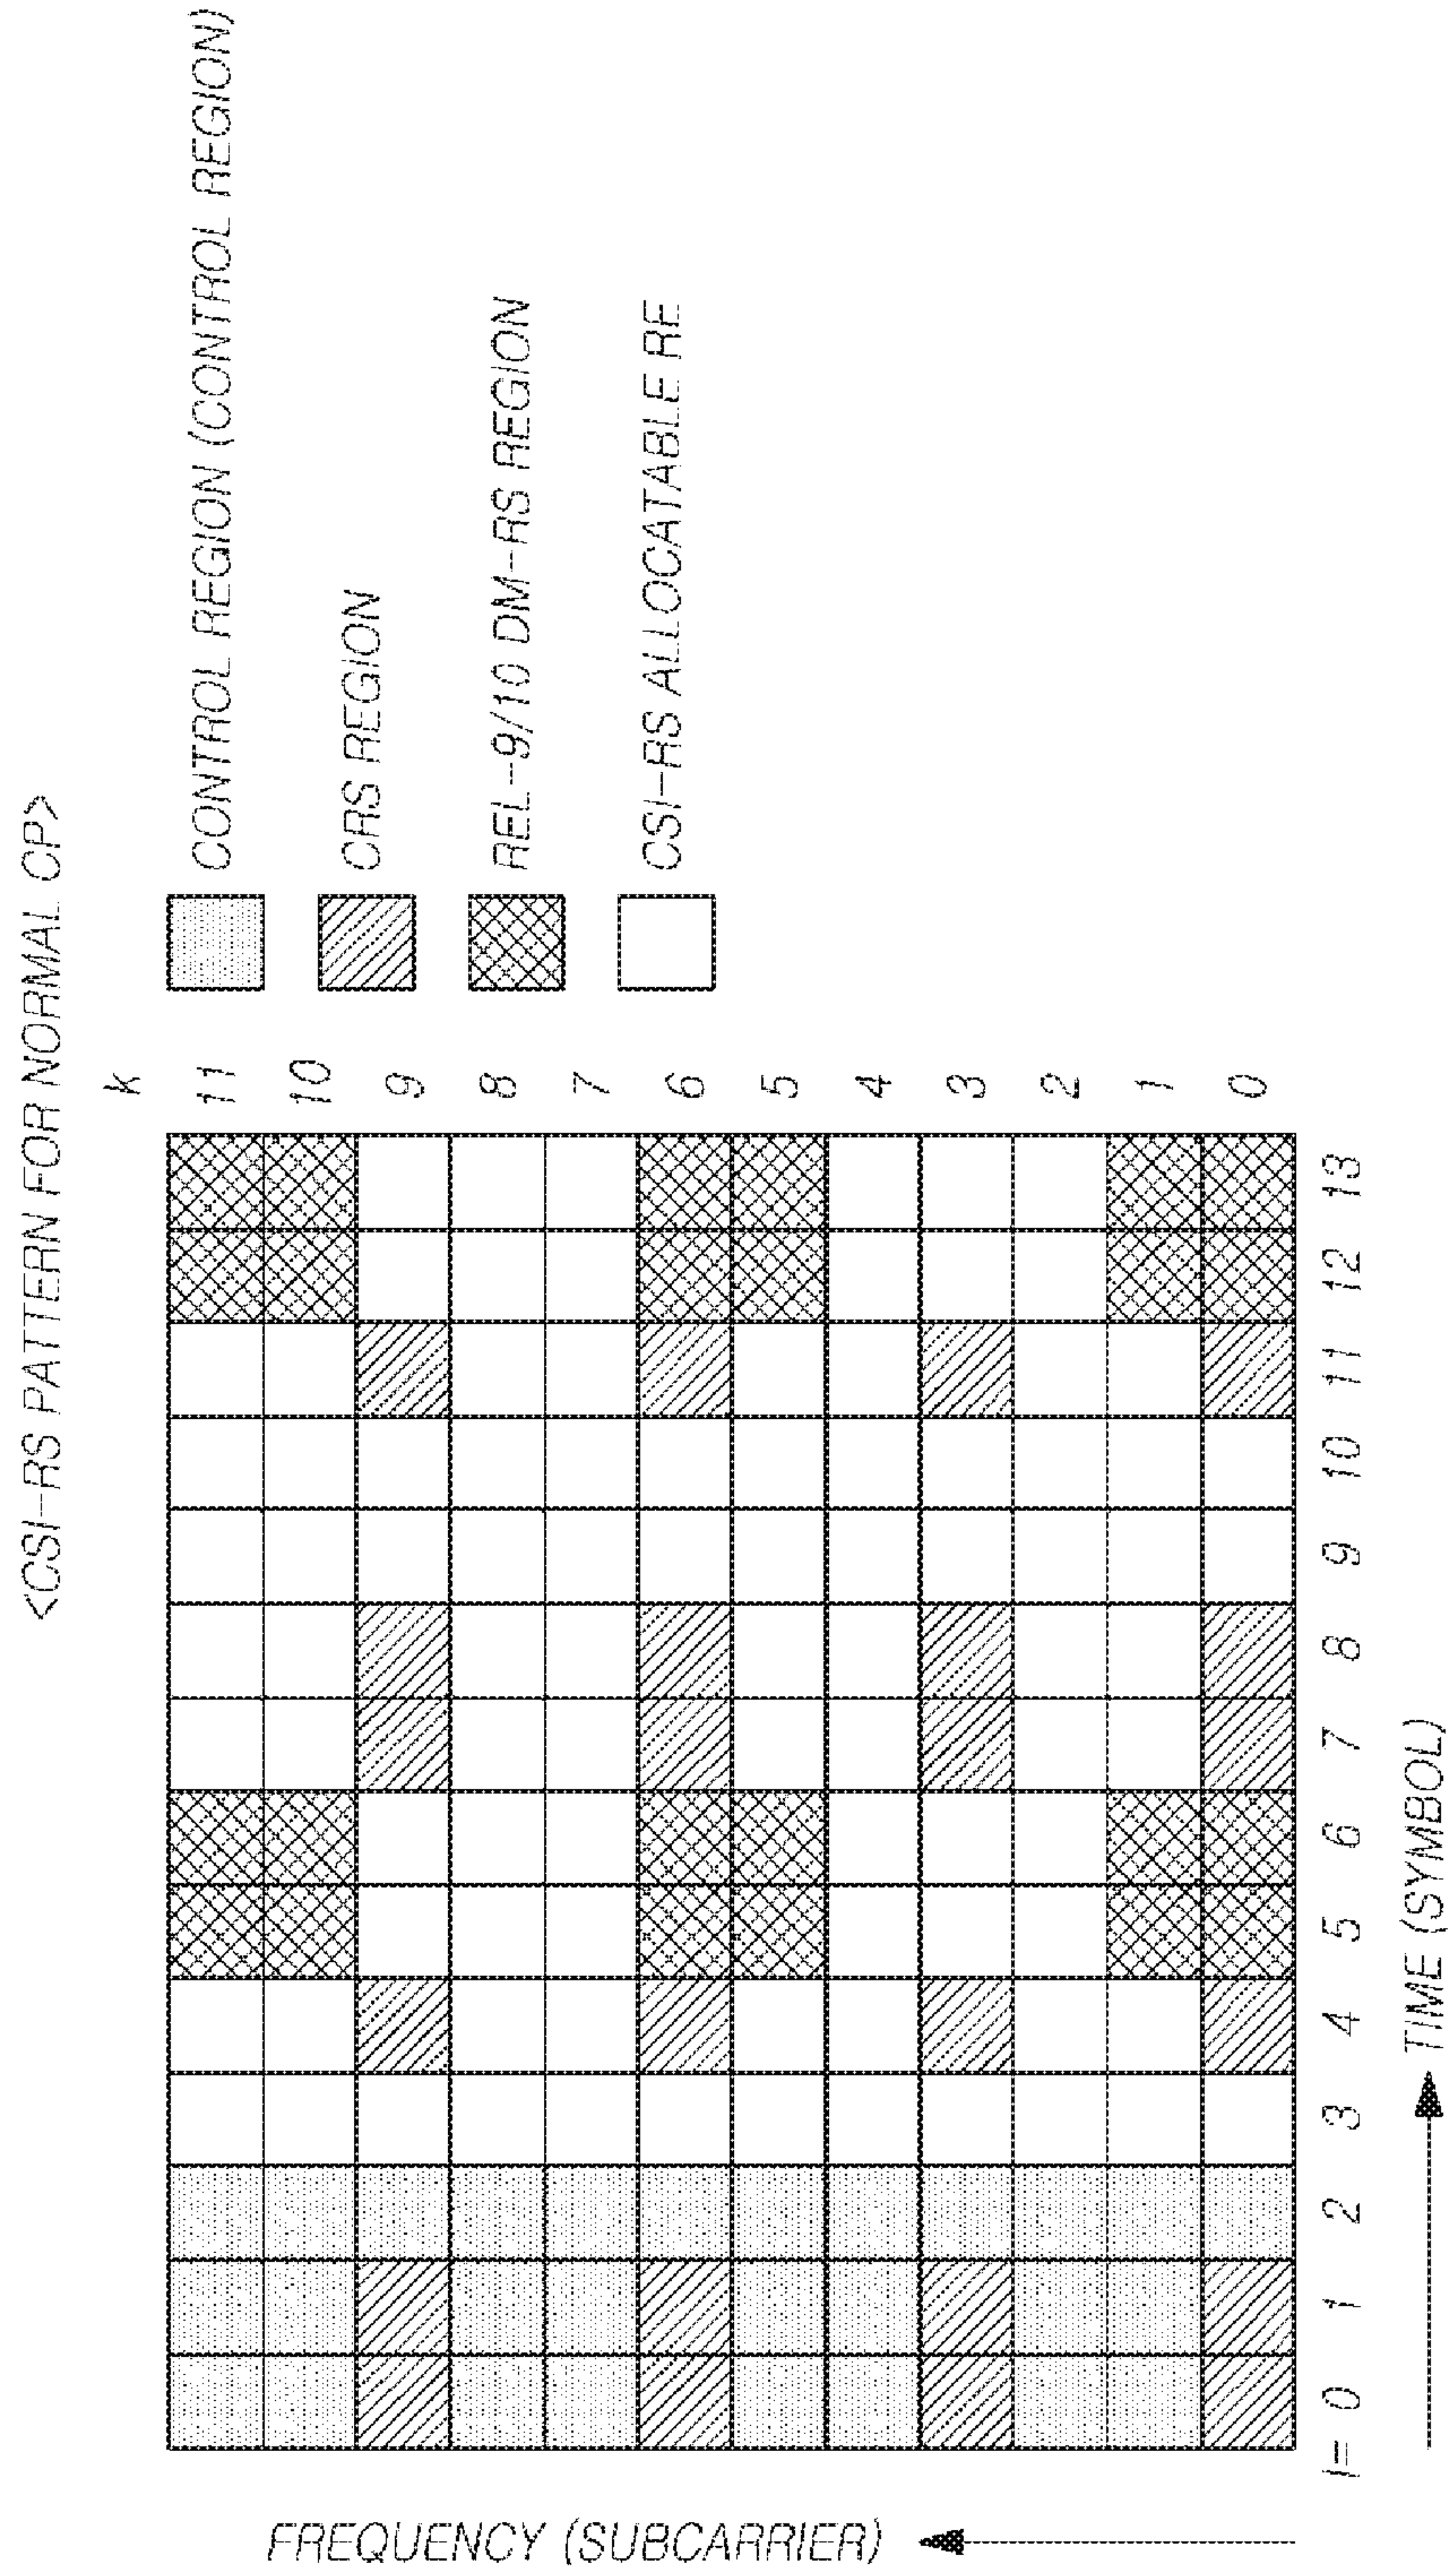 <CSI-RS PATTERN FOR NORMAL CP>
FREQUENCY (SUBCARRIER)
k
11
10
9
8
7
6
5
4
3
2
1
0
l= 0 1 2 3 4 5 6 7 8 9 10 11 12 13
TIME (SYMBOL)
CONTROL REGION (CONTROL REGION)
CRS REGION
REL-9/10 DM-RS REGION
CSI-RS ALLOCATABLE RE